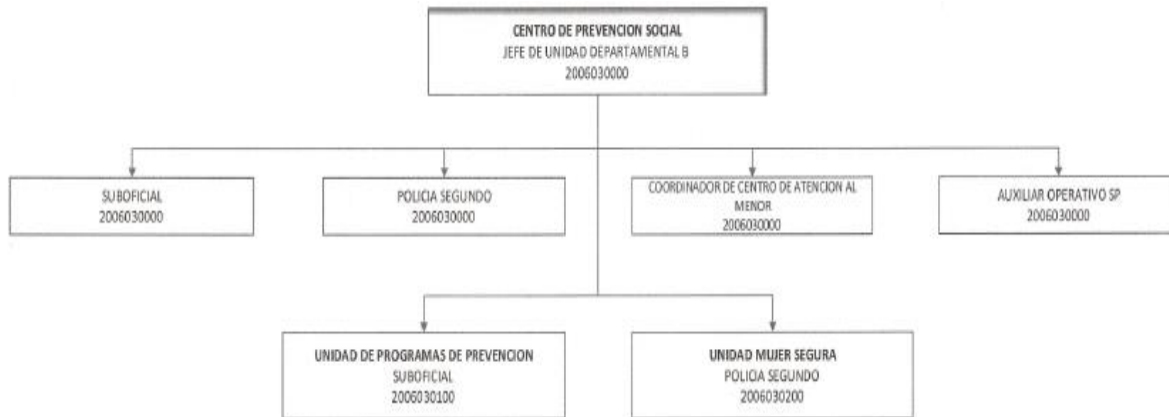 CENTRO DE PREVENCION SOCIAL
JEFE DE UNIDAD DEPARTAMENTAL B
2006030000
SUBOFICIAL
2006030000
POLICIA SEGUNDO
2006030000
COORDINADOR DE CENTRO DE ATENCION AL
MENOR
2006030000
AUXILIAR OPERATIVO SP
2006030000
UNIDAD DE PROGRAMAS DE PREVENCION
SUBOFICIAL
2006030100
UNIDAD MUJER SEGURA
POLICIA SEGUNDO
2006030200